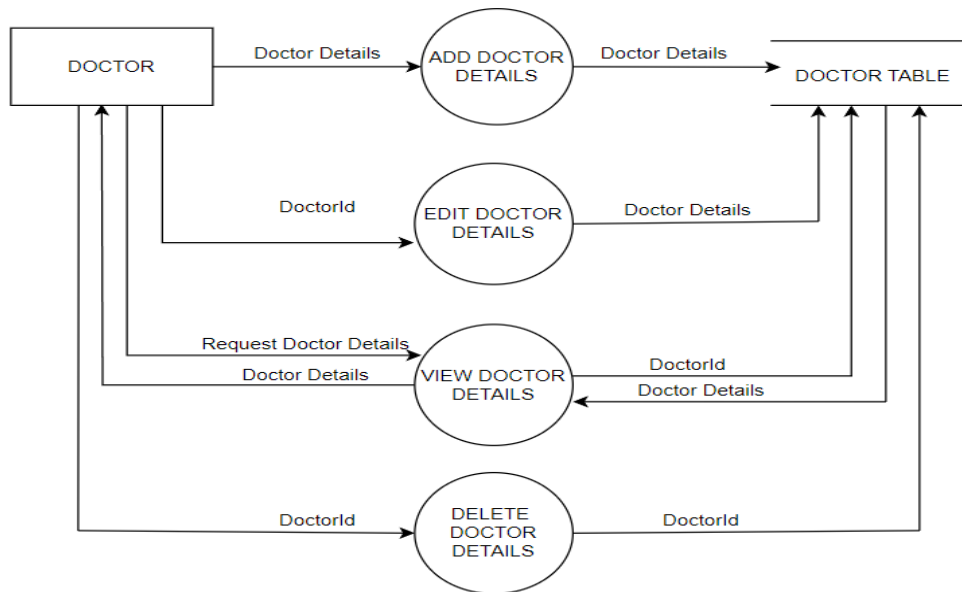 DOCTOR
Doctor Details
ADD DOCTOR
DETAILS
Doctor Details
DOCTOR TABLE
DoctorId
EDIT DOCTOR
DETAILS
Doctor Details
Request Doctor Details
Doctor Details
VIEW DOCTOR
DETAILS
DoctorId
Doctor Details
DoctorId
DELETE
DOCTOR
DETAILS
DoctorId